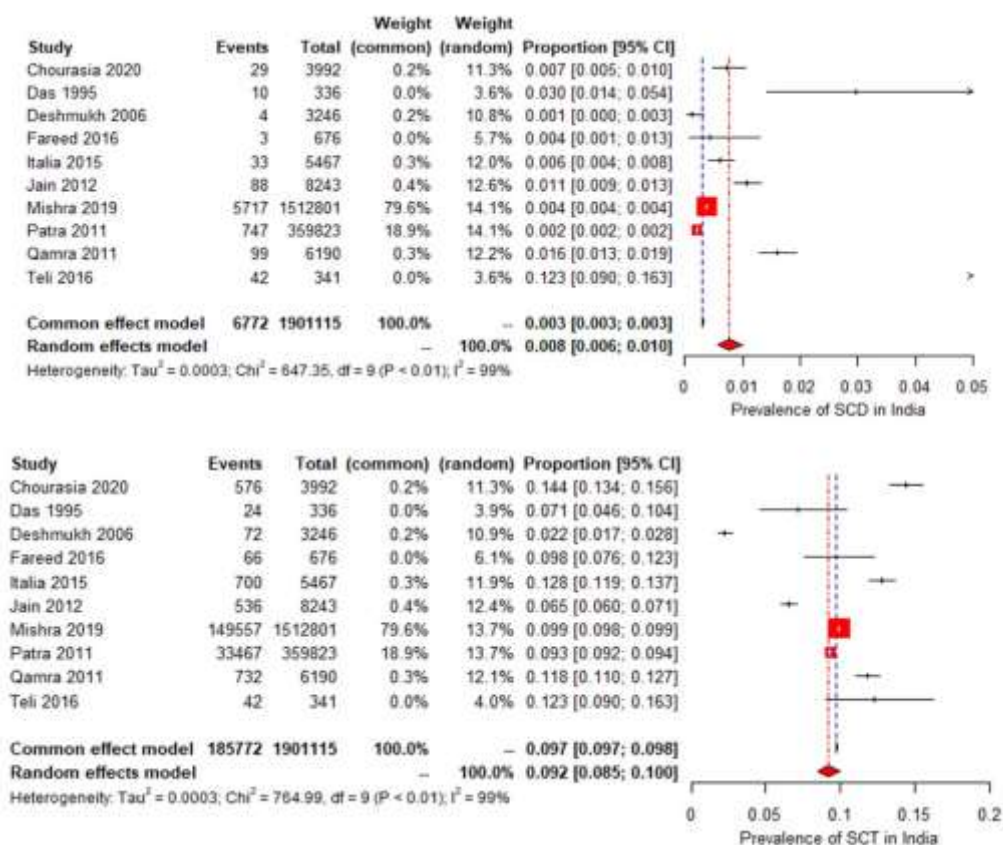 Weight Weight
Study Events Total (common) (random) Proportion [95% CI]
Chourasia 2020 29 3992 0.2% 11.3% 0.007 [0.005; 0.010]
Das 1995 10 336 0.0% 3.6% 0.030 [0.014; 0.054]
Deshmukh 2006 4 3246 0.2% 10.8% 0.001 [0.000; 0.003]
Fareed 2016 3 676 0.0% 5.7% 0.004 [0.001; 0.013]
Italia 2015 33 5467 0.3% 12.0% 0.006 [0.004; 0.008]
Jain 2012 88 8243 0.4% 12.6% 0.011 [0.009; 0.013]
Mishra 2019 5717 1512801 79.6% 14.1% 0.004 [0.004; 0.004]
Patra 2011 747 359823 18.9% 14.1% 0.002 [0.002; 0.002]
Qamra 2011 99 6190 0.3% 12.2% 0.016 [0.013; 0.019]
Teli 2016 42 341 0.0% 3.6% 0.123 [0.090; 0.163]
Common effect model 6772 1901115 100.0% -- 0.003 [0.003; 0.003]
Random effects model -- 100.0% 0.008 [0.006; 0.010]
Heterogeneity: Tau² = 0.0003; Chi² = 647.35, df = 9 (P < 0.01); I² = 99%
0 0.01 0.02 0.03 0.04 0.05
Prevalence of SCD in India
Study Events Total (common) (random) Proportion [95% CI]
Chourasia 2020 576 3992 0.2% 11.3% 0.144 [0.134; 0.156]
Das 1995 24 336 0.0% 3.9% 0.071 [0.046; 0.104]
Deshmukh 2006 72 3246 0.2% 10.9% 0.022 [0.017; 0.028]
Fareed 2016 66 676 0.0% 6.1% 0.098 [0.076; 0.123]
Italia 2015 700 5467 0.3% 11.9% 0.128 [0.119; 0.137]
Jain 2012 536 8243 0.4% 12.4% 0.065 [0.060; 0.071]
Mishra 2019 149557 1512801 79.6% 13.7% 0.099 [0.098; 0.099]
Patra 2011 33467 359823 18.9% 13.7% 0.093 [0.092; 0.094]
Qamra 2011 732 6190 0.3% 12.1% 0.118 [0.110; 0.127]
Teli 2016 42 341 0.0% 4.0% 0.123 [0.090; 0.163]
Common effect model 185772 1901115 100.0% -- 0.097 [0.097; 0.098]
Random effects model -- 100.0% 0.092 [0.085; 0.100]
Heterogeneity: Tau² = 0.0003; Chi² = 764.99, df = 9 (P < 0.01); I² = 99%
0 0.05 0.1 0.15 0.2
Prevalence of SCT in India